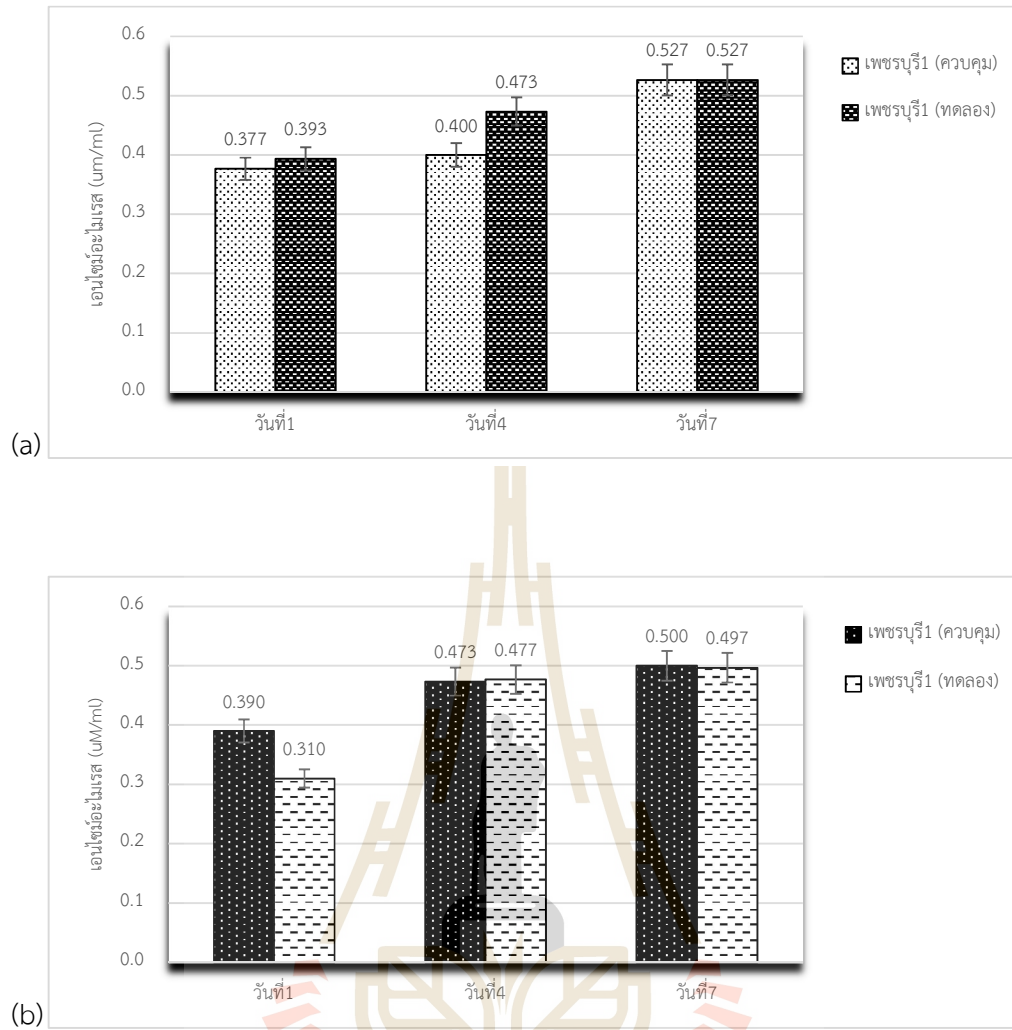 0.6
0.5
0.4
0.3
0.2
0.1
0.0
เอนไซม์อะไมเรส (um/ml)
0.377
0.393
0.400
0.473
0.527
0.527
วันที่1
วันที่4
วันที่7
เพชรบุรี1 (ควบคุม)
เพชรบุรี1 (ทดลอง)
(a)
0.6
0.5
0.4
0.3
0.2
0.1
0.0
เอนไซม์อะไมเรส (uM/ml)
0.390
0.310
0.473
0.477
0.500
0.497
วันที่1
วันที่4
วันที่7
เพชรบุรี1 (ควบคุม)
เพชรบุรี1 (ทดลอง)
(b)